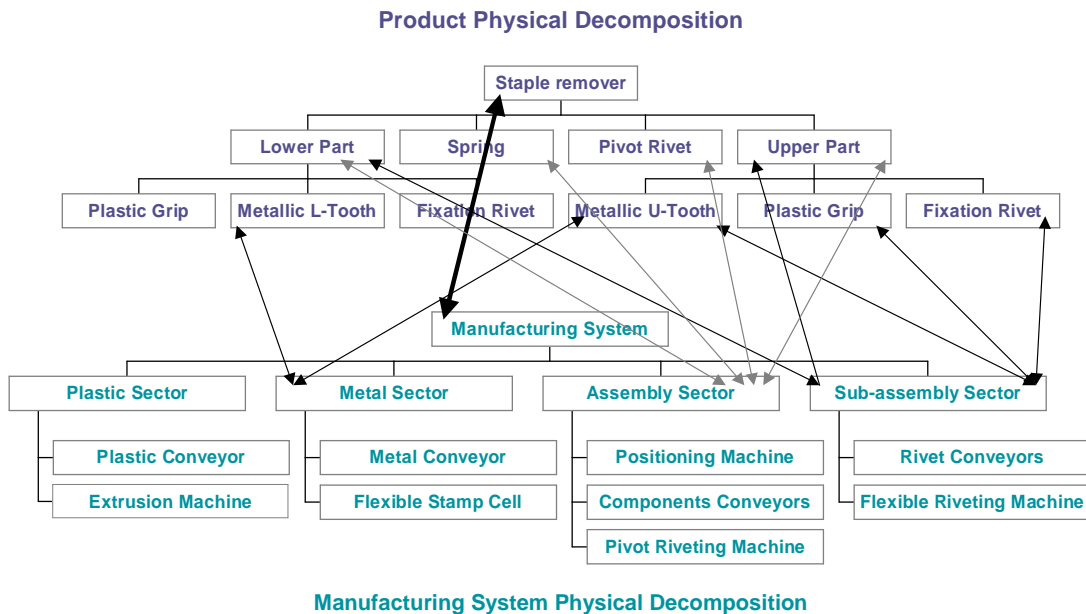 Product Physical Decomposition
Staple remover
Lower Part
Spring
Pivot Rivet
Upper Part
Plastic Grip
Metallic L-Tooth
Fixation Rivet
Metallic U-Tooth
Plastic Grip
Fixation Rivet
Manufacturing System
Plastic Sector
Metal Sector
Assembly Sector
Sub-assembly Sector
Plastic Conveyor
Metal Conveyor
Positioning Machine
Rivet Conveyors
Extrusion Machine
Flexible Stamp Cell
Components Conveyors
Flexible Riveting Machine
Pivot Riveting Machine
Manufacturing System Physical Decomposition